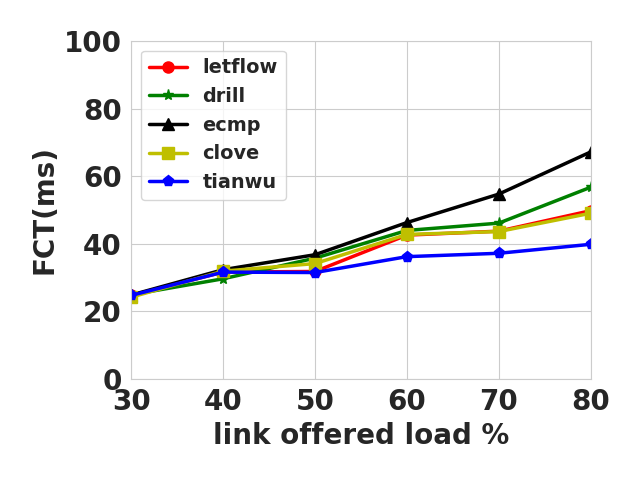 100
80
60
40
20
0
FCT(ms)
letflow
drill
ecmp
clove
tianwu
30 40 50 60 70 80
link offered load %